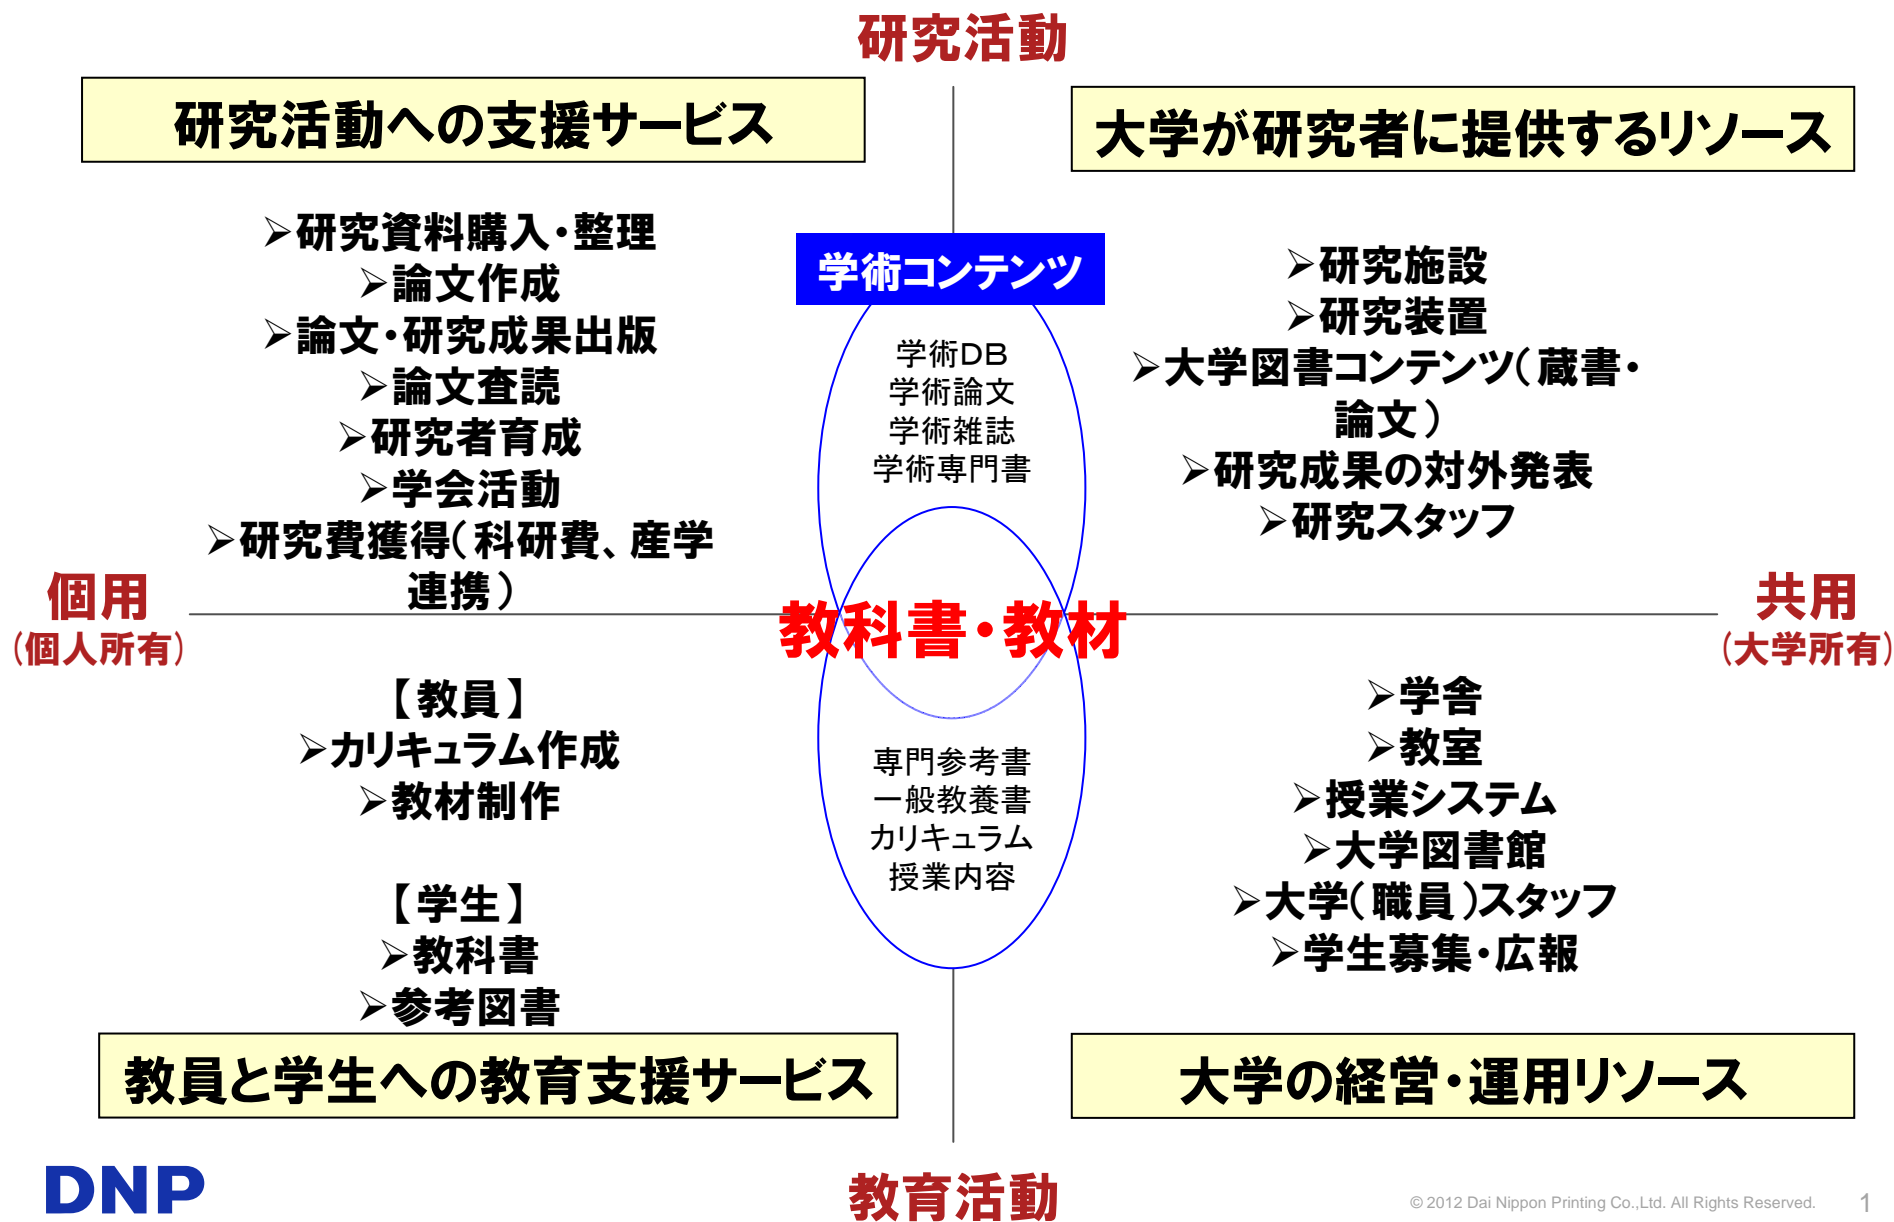 研究活動
研究活動への支援サービス
大学が研究者に提供するリソース
➢研究資料購入・整理
➢論文作成
➢論文・研究成果出版
➢論文査読
➢研究者育成
➢学会活動
➢研究費獲得（科研費、産学
連携）
学術コンテンツ
学術DB
学術論文
学術雑誌
学術専門書
➢研究施設
➢研究装置
➢大学図書コンテンツ（蔵書・
論文）
➢研究成果の対外発表
➢研究スタッフ
個用
（個人所有）
教科書・教材
共用
（大学所有）
【教員】
➢カリキュラム作成
➢教材制作
【学生】
➢教科書
➢参考図書
専門参考書
一般教養書
カリキュラム
授業内容
➢学舎
➢教室
➢授業システム
➢大学図書館
➢大学（職員）スタッフ
➢学生募集・広報
教員と学生への教育支援サービス
大学の経営・運用リソース
教育活動
DNP
© 2012 Dai Nippon Printing Co.,Ltd. All Rights Reserved.
1